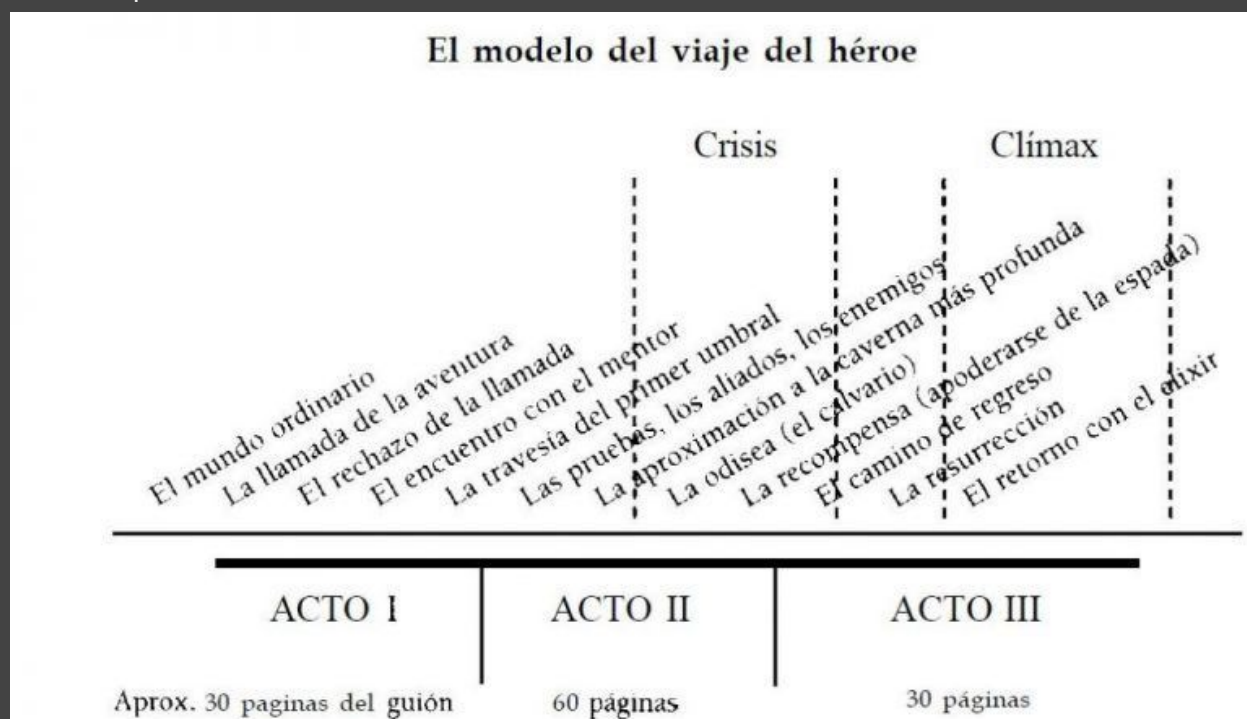 El modelo del viaje del héroe
Crisis
Clímax
El mundo ordinario
La llamada de la aventura
El rechazo de la llamada
El encuentro con el mentor
La travesía del primer umbral
Las pruebas, los aliados, los enemigos
La aproximación a la caverna más profunda
La odisea (el calvario)
La recompensa (apoderarse de la espada)
El camino de regreso
La resurrección
El retorno con el elixir
ACTO I
ACTO II
ACTO III
Aprox. 30 paginas del guión
60 páginas
30 páginas